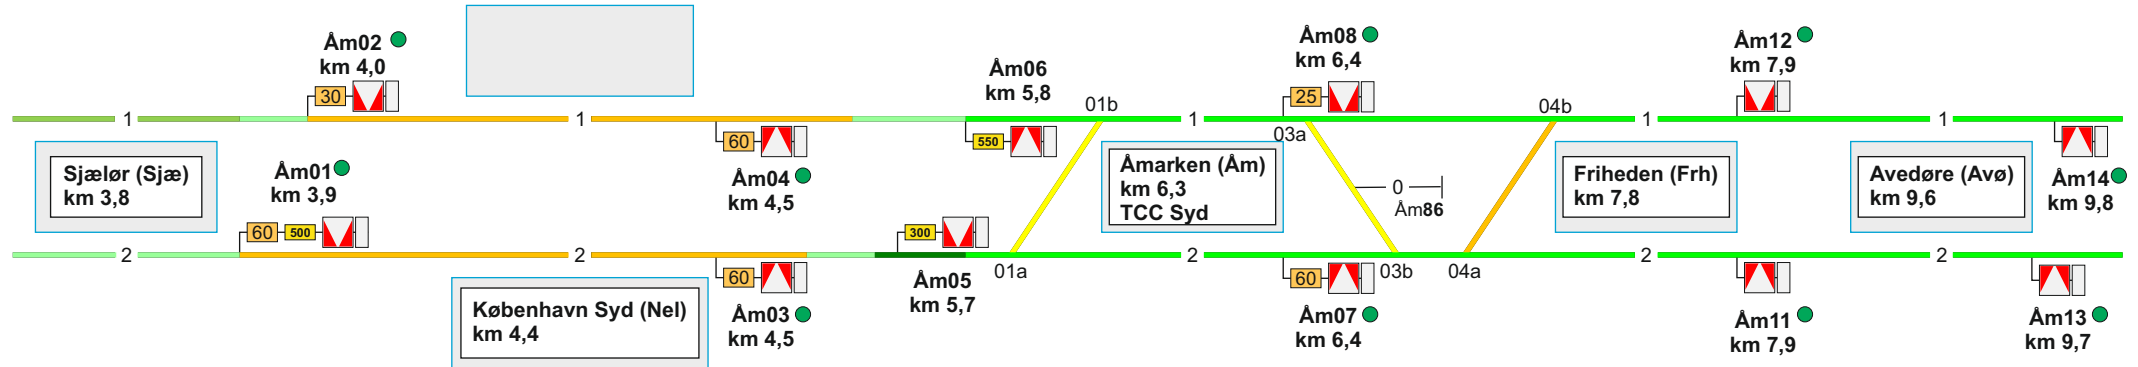 Åm02
km 4,0
30
1
1
60
Åm04
km 4,5
Åm06
km 5,8
550
01b
1
Åm08
km 6,4
25
03a
04b
1
Åm12
km 7,9
1
Åm14
km 9,8
Sjælør (Sjæ)
km 3,8
Åm01
km 3,9
60
500
2
2
København Syd (Nel)
km 4,4
60
Åm03
km 4,5
300
Åm05
km 5,7
01a
Åmarken (Åm)
km 6,3
TCC Syd
2
0
Åm86
60
Åm07
km 6,4
03b
04a
Friheden (Frh)
km 7,8
2
Åm11
km 7,9
Avedøre (Avø)
km 9,6
2
Åm13
km 9,7